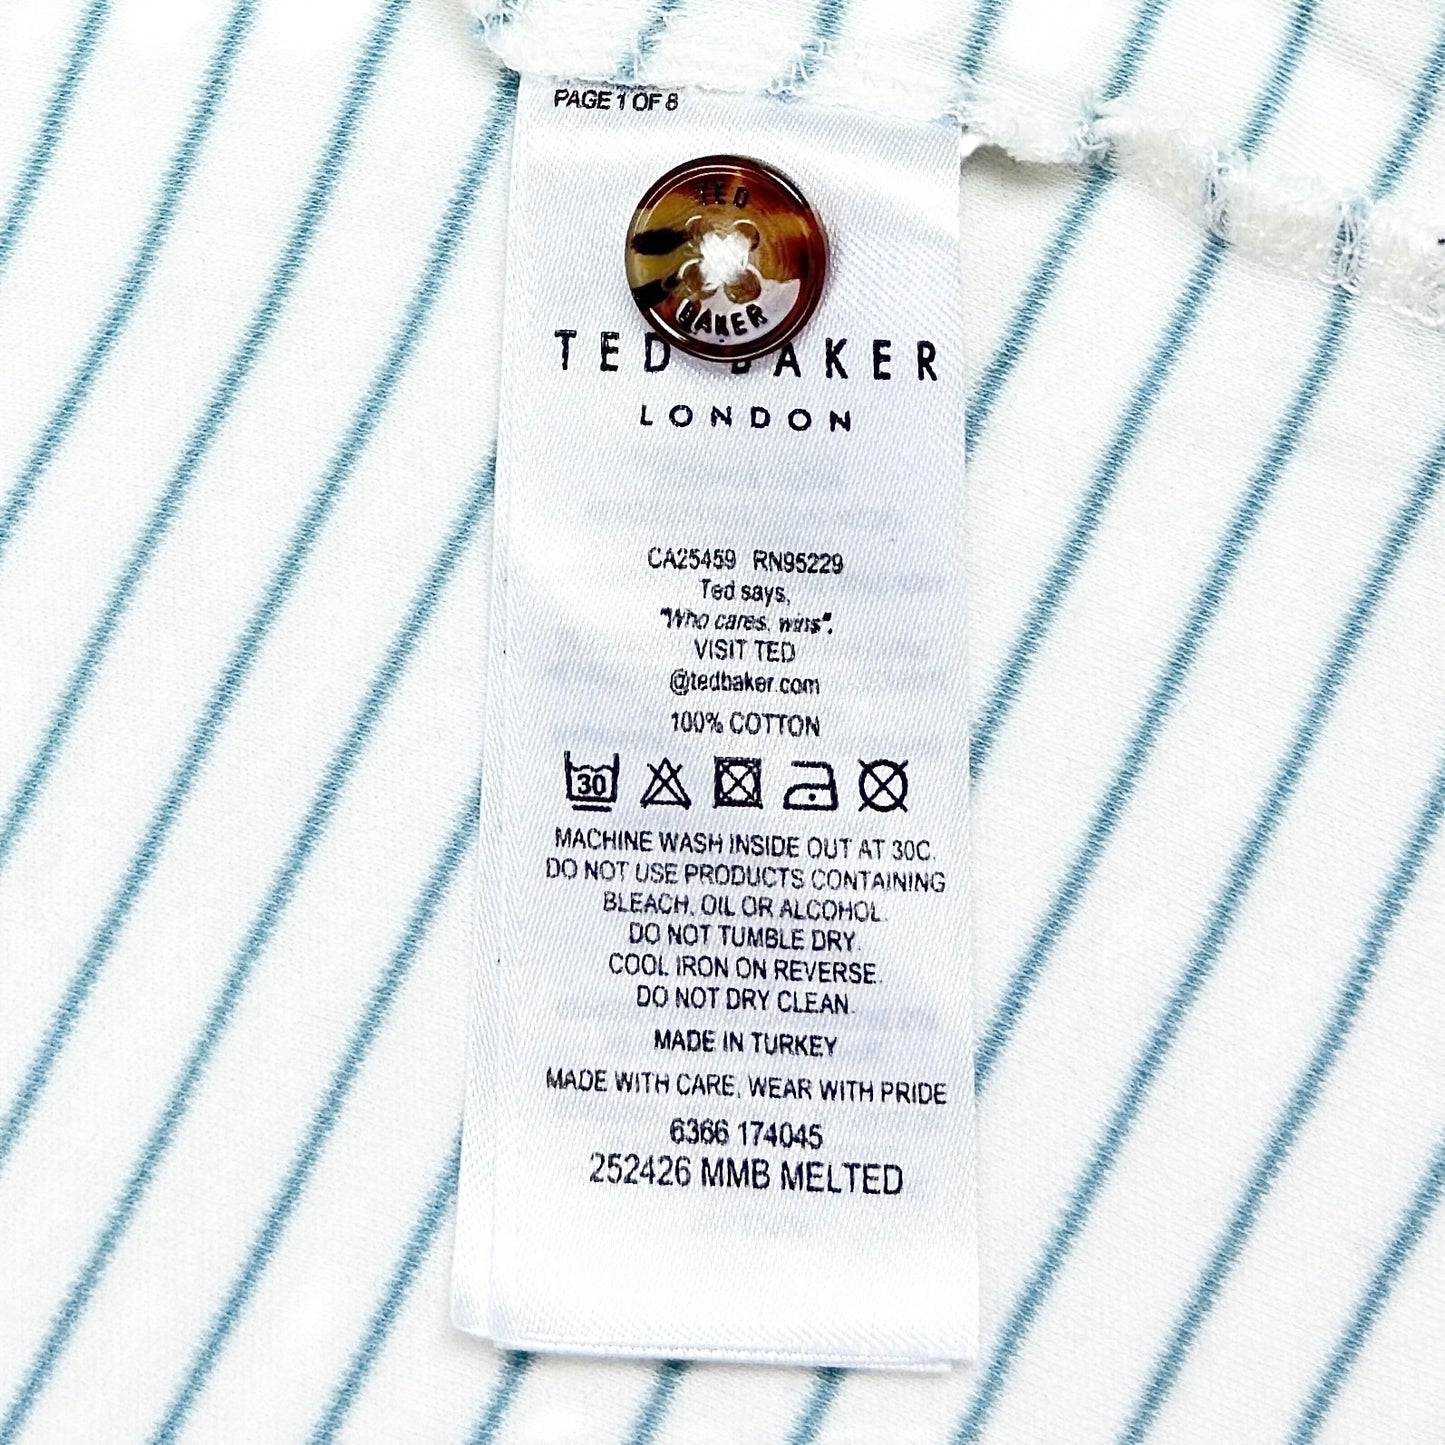 PAGE 1 OF 8
TED
BAKER
TED BAKER
LONDON
CA25459 RN95229
Ted says,
"Who cares, wins".
VISIT TED
@tedbaker.com
100% COTTON
30
MACHINE WASH INSIDE OUT AT 30C.
DO NOT USE PRODUCTS CONTAINING
BLEACH, OIL OR ALCOHOL.
DO NOT TUMBLE DRY.
COOL IRON ON REVERSE.
DO NOT DRY CLEAN.
MADE IN TURKEY
MADE WITH CARE, WEAR WITH PRIDE
6366 174045
252426 MMB MELTED